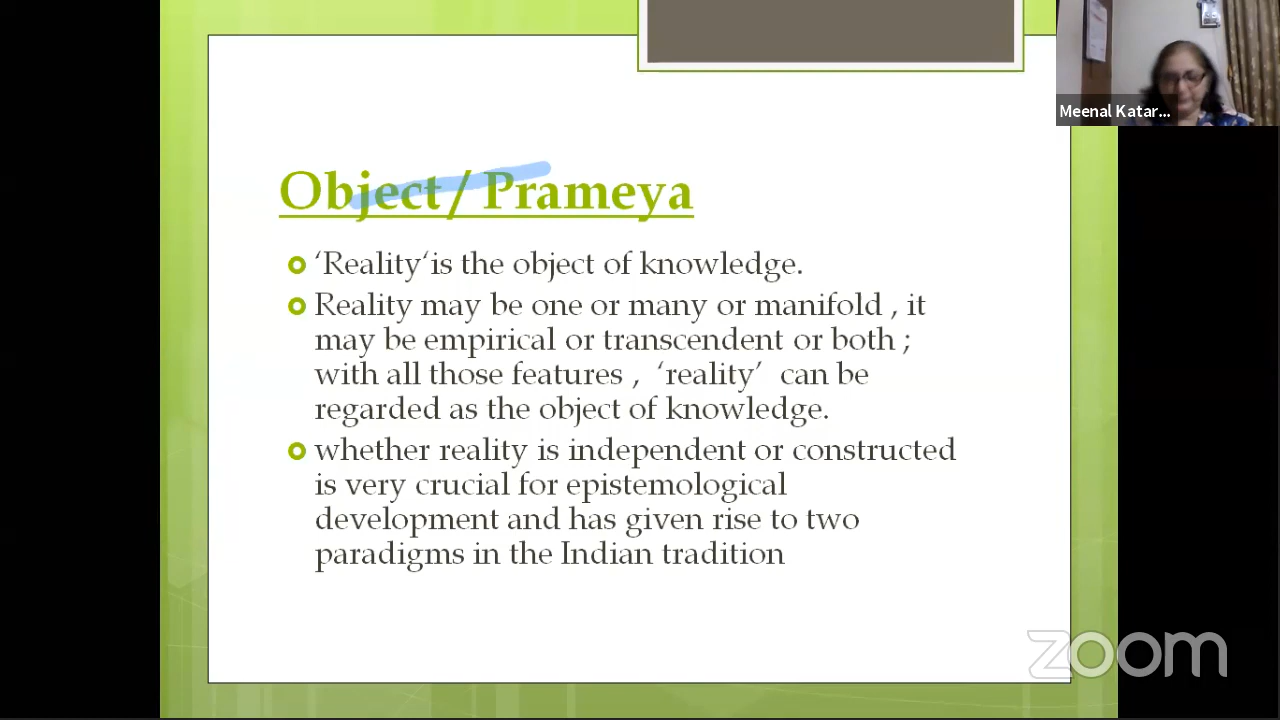 Meenal Katar...
Object / Prameya
‘Reality‘is the object of knowledge.
Reality may be one or many or manifold , it
may be empirical or transcendent or both ;
with all those features , ‘reality’ can be
regarded as the object of knowledge.
whether reality is independent or constructed
is very crucial for epistemological
development and has given rise to two
paradigms in the Indian tradition
zoom